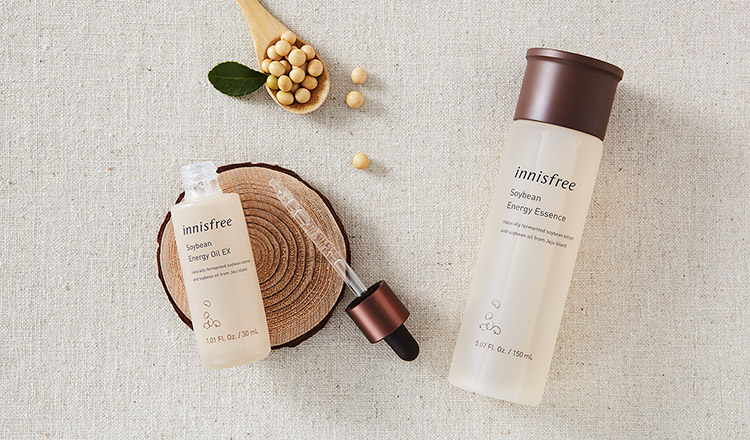 innisfree
Soybean
Energy Oil EX
naturally fermented soybean extract
and soybean oil from Jeju Island
1.01 FL. Oz. / 30 mL
innisfree
Soybean
Energy Essence
naturally fermented soybean extract
and soybean oil from Jeju Island
5.07 FL. Oz. / 150 mL